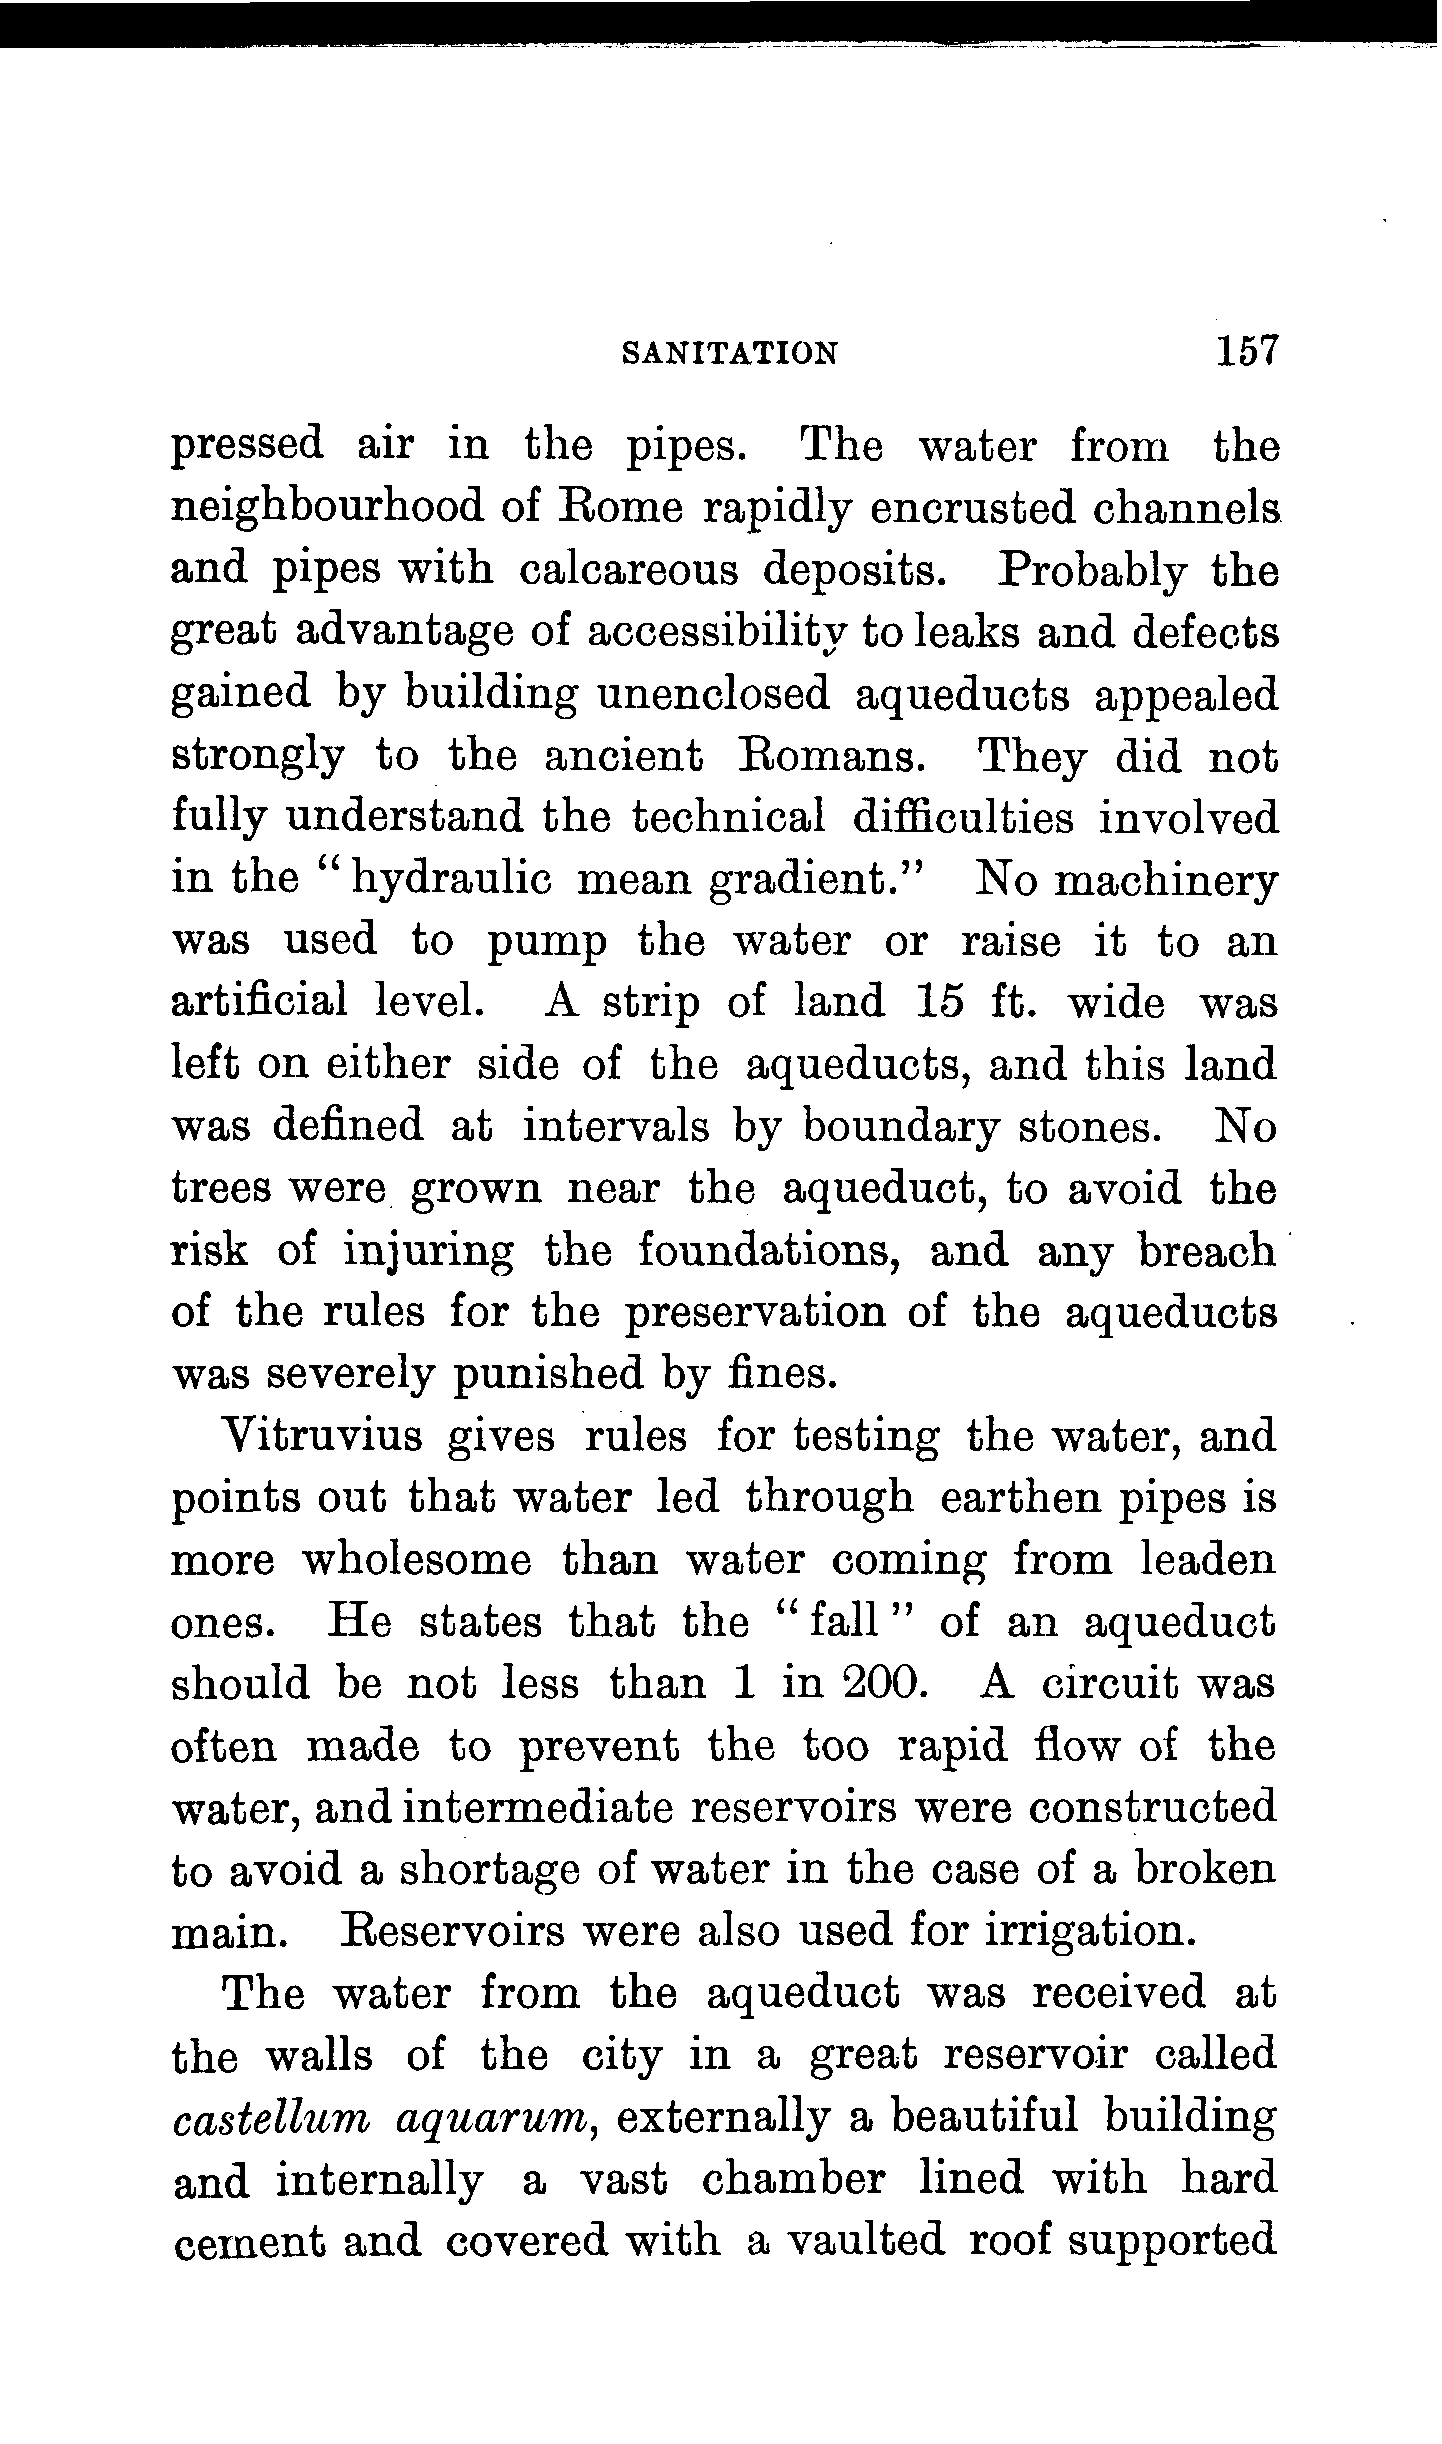 SANITATION 157
pressed air in the pipes. The water from the
neighbourhood of Rome rapidly encrusted channels
and pipes with calcareous deposits. Probably the
great advantage of accessibility to leaks and defects
gained by building unenclosed aqueducts appealed
strongly to the ancient Romans. They did not
fully understand the technical difficulties involved
in the “ hydraulic mean gradient.” No machinery
was used to pump the water or raise it to an
artificial level. A strip of land 15 ft. wide was
left on either side of the aqueducts, and this land
was defined at intervals by boundary stones. No
trees were grown near the aqueduct, to avoid the
risk of injuring the foundations, and any breach
of the rules for the preservation of the aqueducts
was severely punished by fines.
Vitruvius gives rules for testing the water, and
points out that water led through earthen pipes is
more wholesome than water coming from leaden
ones. He states that the “ fall ” of an aqueduct
should be not less than 1 in 200. A circuit was
often made to prevent the too rapid flow of the
water, and intermediate reservoirs were constructed
to avoid a shortage of water in the case of a broken
main. Reservoirs were also used for irrigation.
The water from the aqueduct was received at
the walls of the city in a great reservoir called
castellum aquarum, externally a beautiful building
and internally a vast chamber lined with hard
cement and covered with a vaulted roof supported